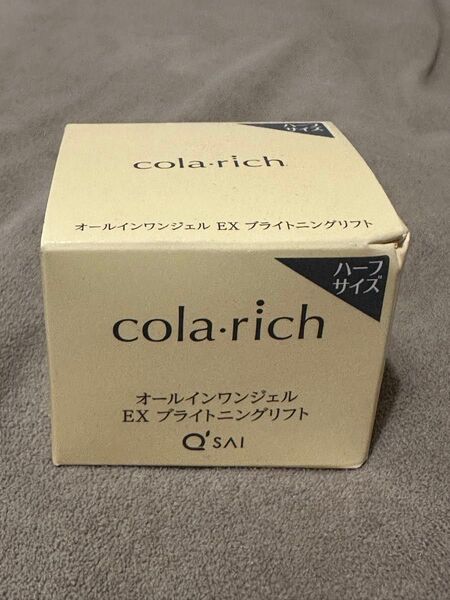 ハーフ
サイズ
cola・rich
オールインワンジェル EX ブライトニングリフト
ハーフ
サイズ
cola・rich
オールインワンジェル
EX ブライトニングリフト
Q'SAI